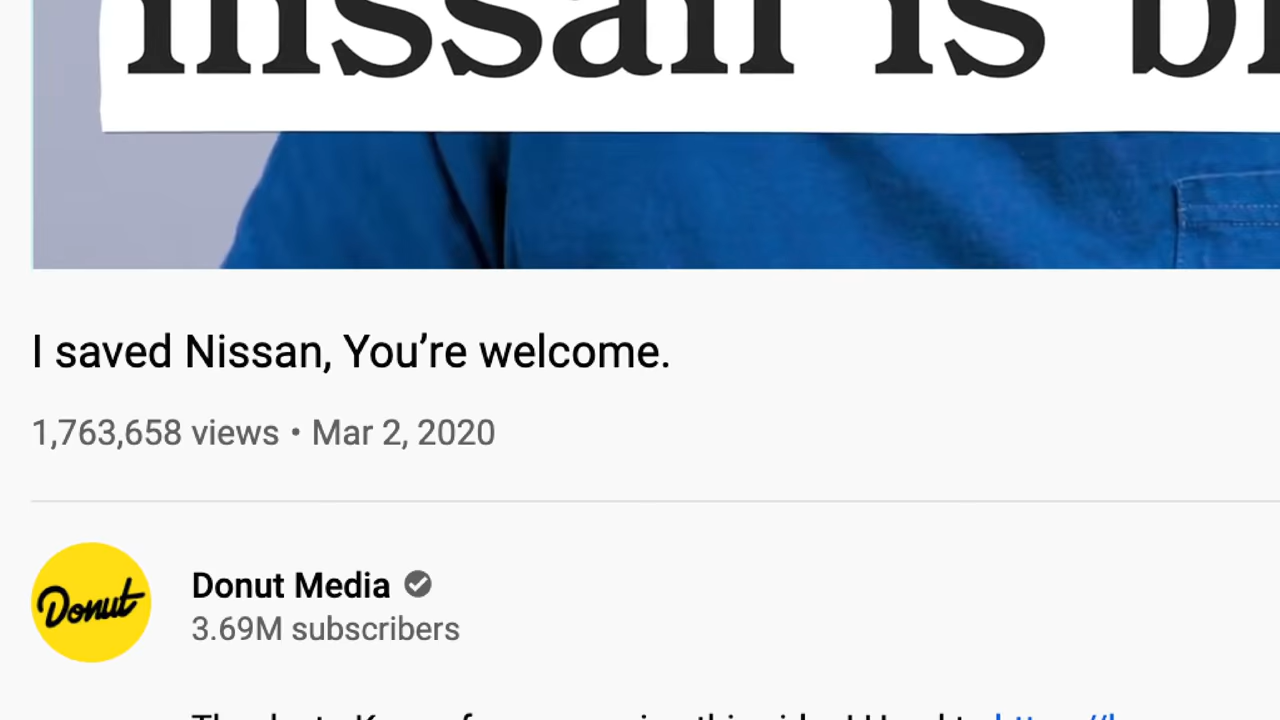 nissan is
I saved Nissan, You’re welcome.
1,763,658 views • Mar 2, 2020
Donut
Donut Media
3.69M subscribers